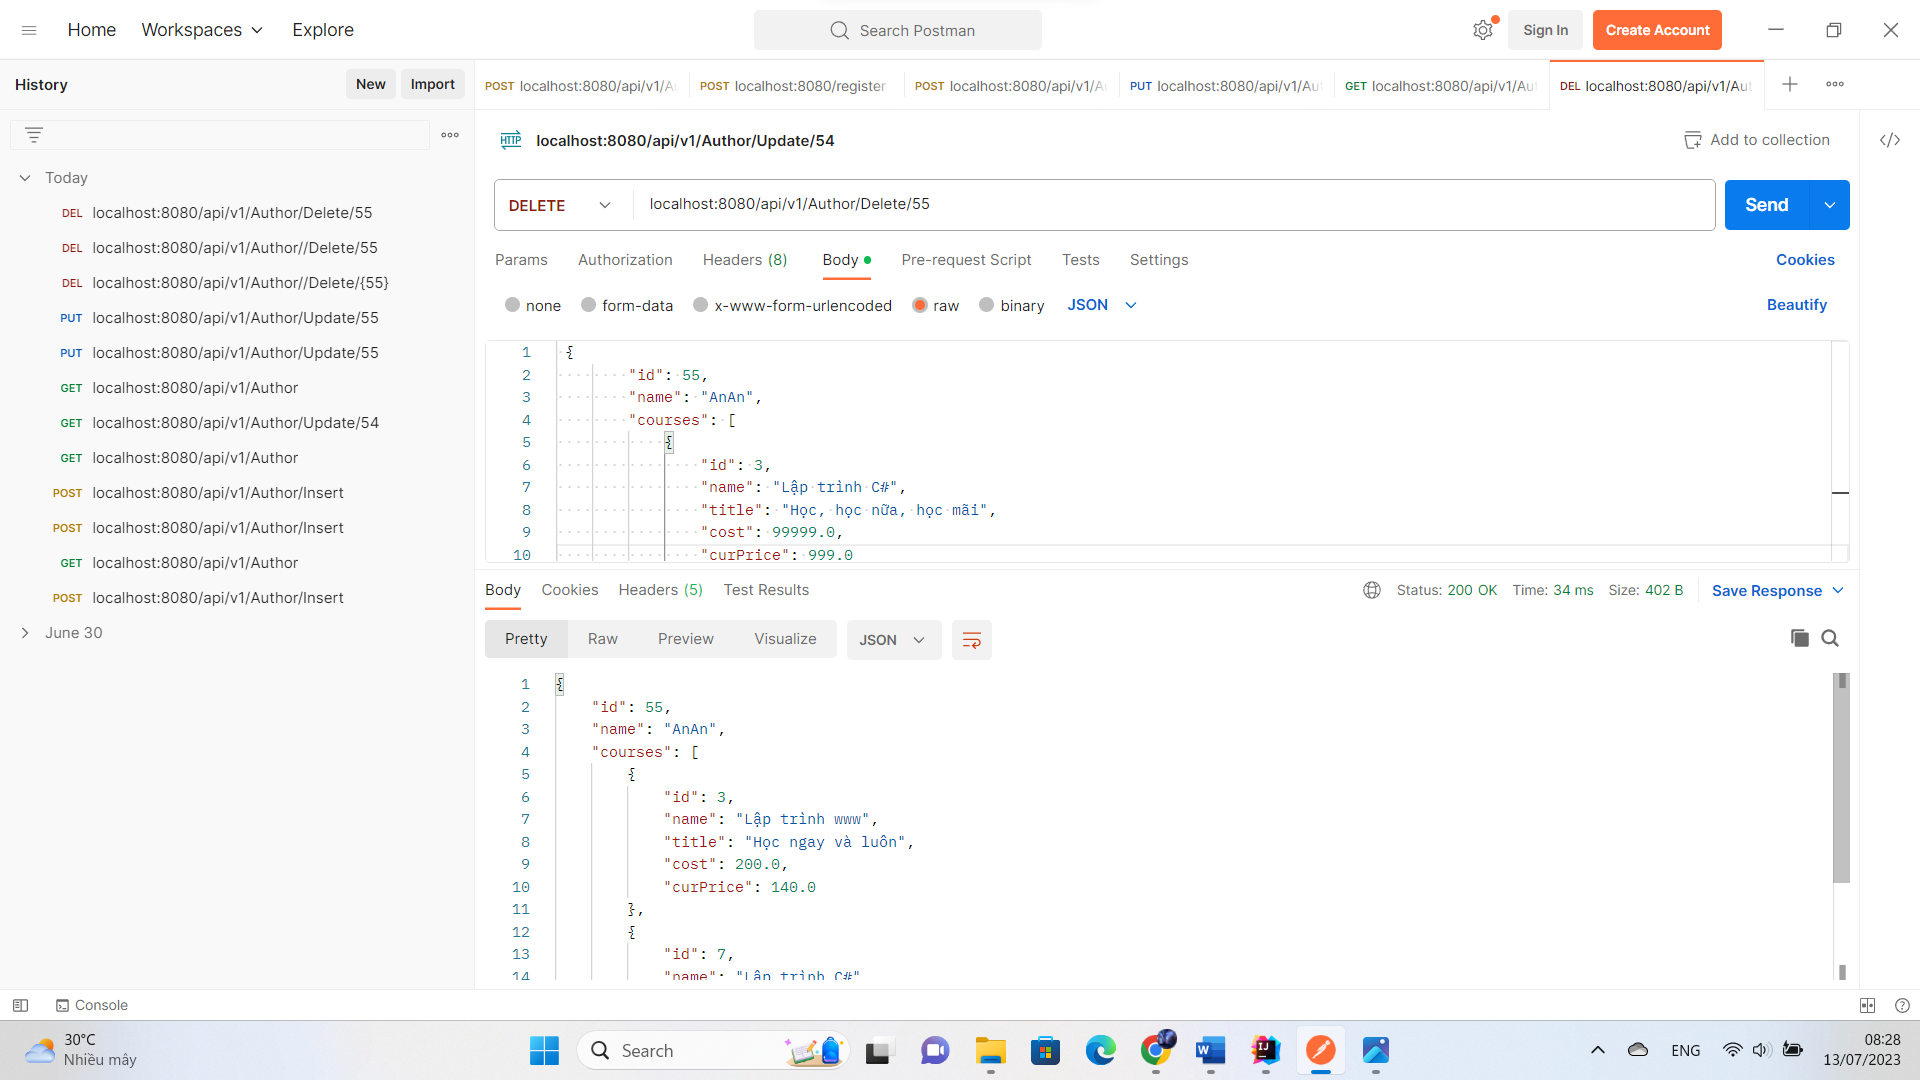 Home Workspaces Explore Search Postman Sign In Create Account
History New Import
POST localhost:8080/api/v1/Au POST localhost:8080/register POST localhost:8080/api/v1/A PUT localhost:8080/api/v1/Aut GET localhost:8080/api/v1/Aut DEL localhost:8080/api/v1/Aut
HTTP localhost:8080/api/v1/Author/Update/54 Add to collection
Today
DEL localhost:8080/api/v1/Author/Delete/55
DEL localhost:8080/api/v1/Author//Delete/55
DEL localhost:8080/api/v1/Author//Delete/{55}
PUT localhost:8080/api/v1/Author/Update/55
PUT localhost:8080/api/v1/Author/Update/55
GET localhost:8080/api/v1/Author
GET localhost:8080/api/v1/Author/Update/54
GET localhost:8080/api/v1/Author
POST localhost:8080/api/v1/Author/Insert
POST localhost:8080/api/v1/Author/Insert
GET localhost:8080/api/v1/Author
POST localhost:8080/api/v1/Author/Insert
June 30
DELETE localhost:8080/api/v1/Author/Delete/55 Send
Params Authorization Headers (8) Body Pre-request Script Tests Settings Cookies
none form-data x-www-form-urlencoded raw binary JSON Beautify
1 {
2 "id": 55,
3 "name": "AnAn",
4 "courses": [
5 {
6 "id": 3,
7 "name": "Lập trình C#",
8 "title": "Học, học nữa, học mãi",
9 "cost": 99999.0,
10 "curPrice": 999.0
Body Cookies Headers (5) Test Results Status: 200 OK Time: 34 ms Size: 402 B Save Response
Pretty Raw Preview Visualize JSON
1 {
2 "id": 55,
3 "name": "AnAn",
4 "courses": [
5 {
6 "id": 3,
7 "name": "Lập trình www",
8 "title": "Học ngay và luôn",
9 "cost": 200.0,
10 "curPrice": 140.0
11 },
12 {
13 "id": 7,
14 "name": "Lập trình C#"
Console
30°C
Nhiều mây
Search
ENG
08:28
13/07/2023